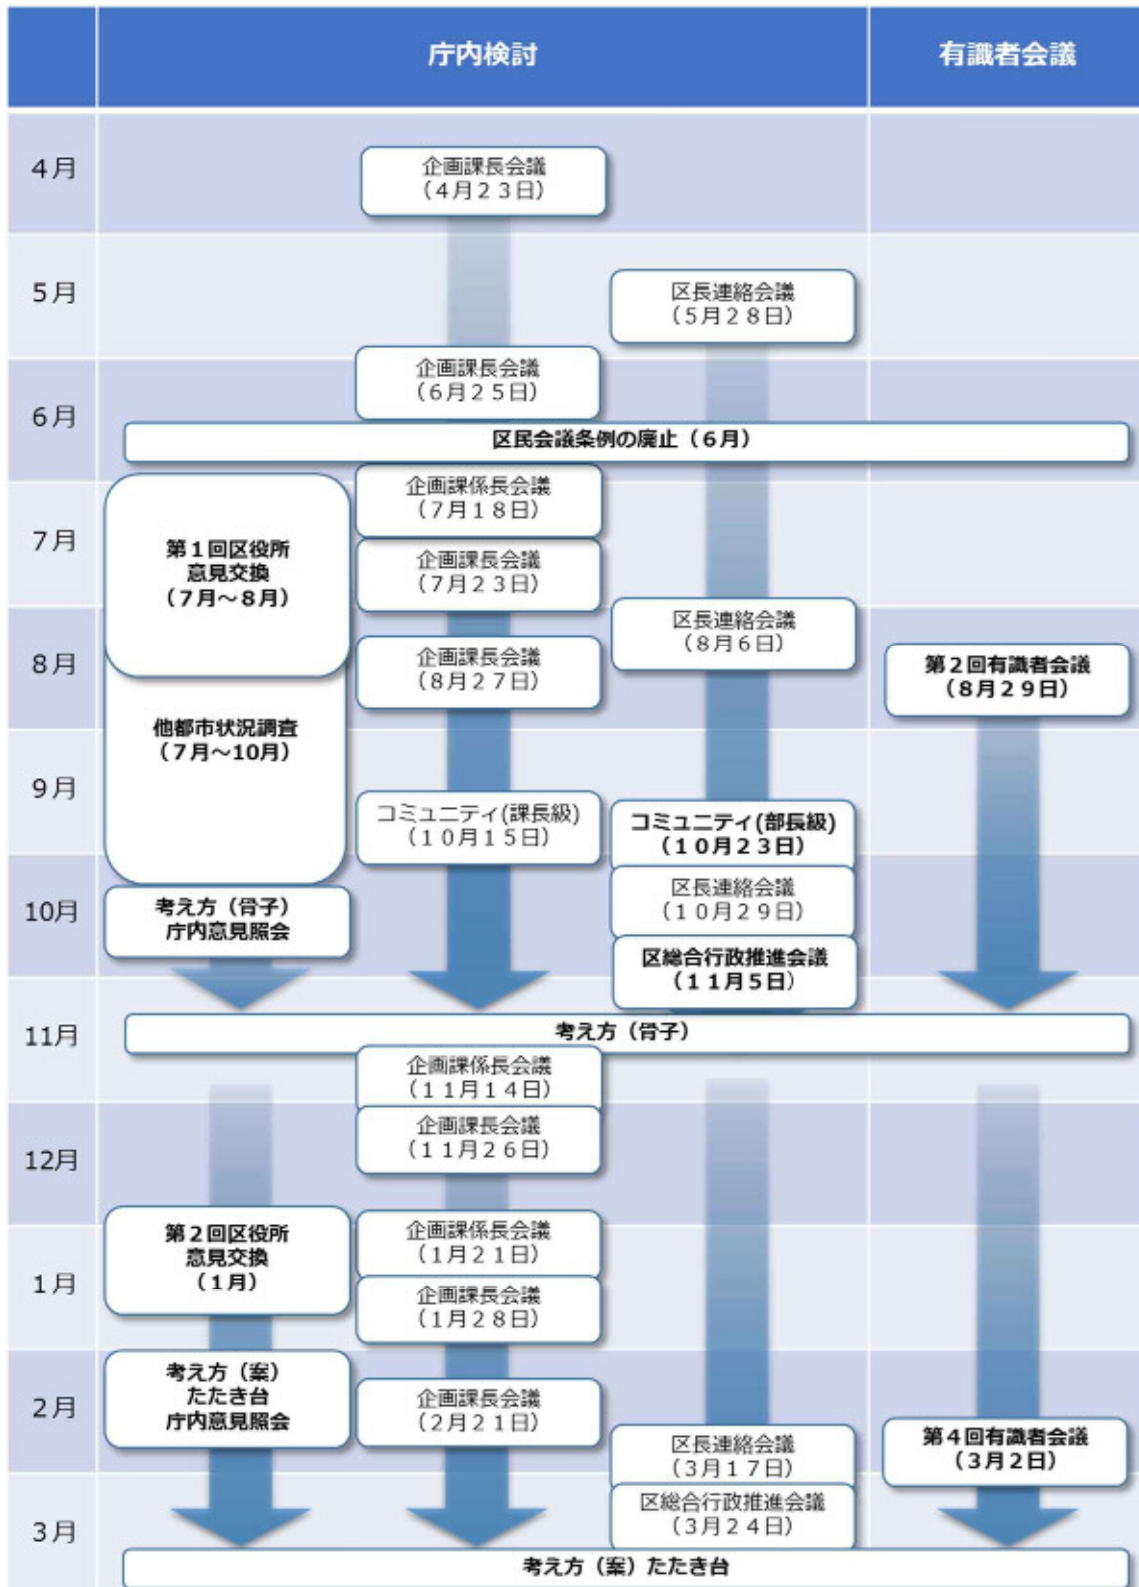 庁内検討
有識者会議
4月
企画課長会議
（４月２３日）
5月
区長連絡会議
（５月２８日）
6月
企画課長会議
（６月２５日）
区民会議条例の廃止（６月）
7月
第１回区役所
意見交換
（７月～８月）
企画課係長会議
（７月１８日）
企画課長会議
（７月２３日）
8月
区長連絡会議
（８月６日）
企画課長会議
（８月２７日）
第２回有識者会議
（８月２９日）
他都市状況調査
（７月～10月）
9月
コミュニティ(課長級)
（１０月１５日）
コミュニティ(部長級)
（１０月２３日）
10月
考え方（骨子）
庁内意見照会
区長連絡会議
（１０月２９日）
区総合行政推進会議
（１１月５日）
11月
考え方（骨子）
企画課係長会議
（１１月１４日）
12月
企画課長会議
（１１月２６日）
1月
第２回区役所
意見交換
（１月）
企画課係長会議
（１月２１日）
企画課長会議
（１月２８日）
2月
考え方（案）
たたき台
庁内意見照会
企画課長会議
（２月２１日）
区長連絡会議
（３月１７日）
第４回有識者会議
（３月２日）
3月
区総合行政推進会議
（３月２４日）
考え方（案）たたき台